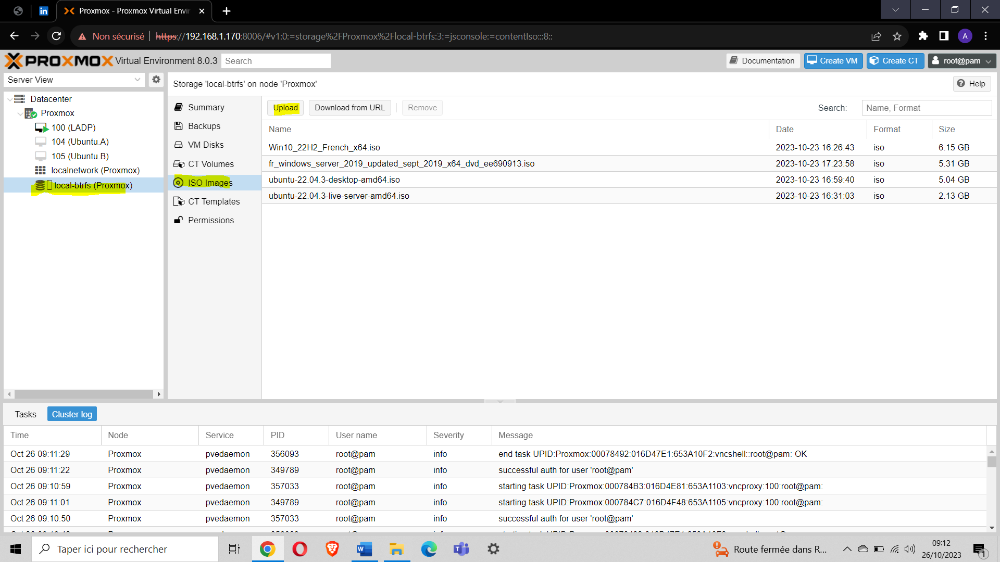 Proxmox - Proxmox Virtual Envir
Non sécurisé https://192.168.1.170:8006/#v1:0:=storage%2FProxmox%2Flocal-btrfs:3:=jsconsole:=contentIso:::8::
A
PROXMOX Virtual Environment 8.0.3 Search
Documentation Create VM Create CT root@pam
Server View
Storage 'local-btrfs' on node 'Proxmox'
Help
Datacenter
Proxmox
100 (LADP)
104 (Ubuntu.A)
105 (Ubuntu.B)
localnetwork (Proxmox)
local-btrfs (Proxmox)
Summary
Backups
VM Disks
CT Volumes
ISO Images
CT Templates
Permissions
Upload Download from URL Remove Search: Name, Format
Name Date Format Size
Win10_22H2_French_x64.iso 2023-10-23 16:26:43 iso 6.15 GB
fr_windows_server_2019_updated_sept_2019_x64_dvd_ee690913.iso 2023-10-23 17:23:58 iso 5.31 GB
ubuntu-22.04.3-desktop-amd64.iso 2023-10-23 16:59:40 iso 5.04 GB
ubuntu-22.04.3-live-server-amd64.iso 2023-10-23 16:31:03 iso 2.13 GB
Tasks Cluster log
Time Node Service PID User name Severity Message
Oct 26 09:11:29 Proxmox pvedaemon 356093 root@pam info end task UPID:Proxmox:00078492:016D47E1:653A10F2:vncshell::root@pam: OK
Oct 26 09:11:22 Proxmox pvedaemon 349789 root@pam info successful auth for user 'root@pam'
Oct 26 09:10:59 Proxmox pvedaemon 357033 root@pam info starting task UPID:Proxmox:000784B3:016D4E81:653A1103:vncproxy:100:root@pam:
Oct 26 09:11:01 Proxmox pvedaemon 349789 root@pam info starting task UPID:Proxmox:000784C7:016D4F48:653A1105:vncproxy:100:root@pam:
Oct 26 09:10:50 Proxmox pvedaemon 357033 root@pam info successful auth for user 'root@pam'
Taper ici pour rechercher
Route fermée dans R...
09:12
26/10/2023
1